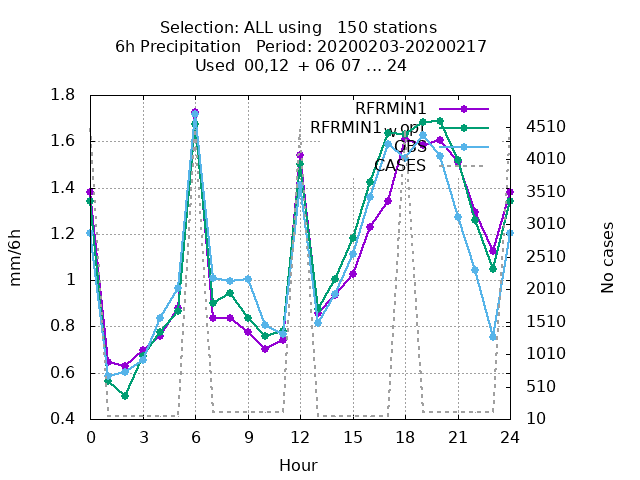 Selection: ALL using   150 stations
6h Precipitation   Period: 20200203-20200217
Used  00,12  + 06 07 ... 24
RFRMIN1
RFRMIN1_opr
OBS
CASES
mm/6h
1.8
1.6
1.4
1.2
1
0.8
0.6
0.4
No cases
4510
4010
3510
3010
2510
2010
1510
1010
510
10
0 3 6 9 12 15 18 21 24
Hour